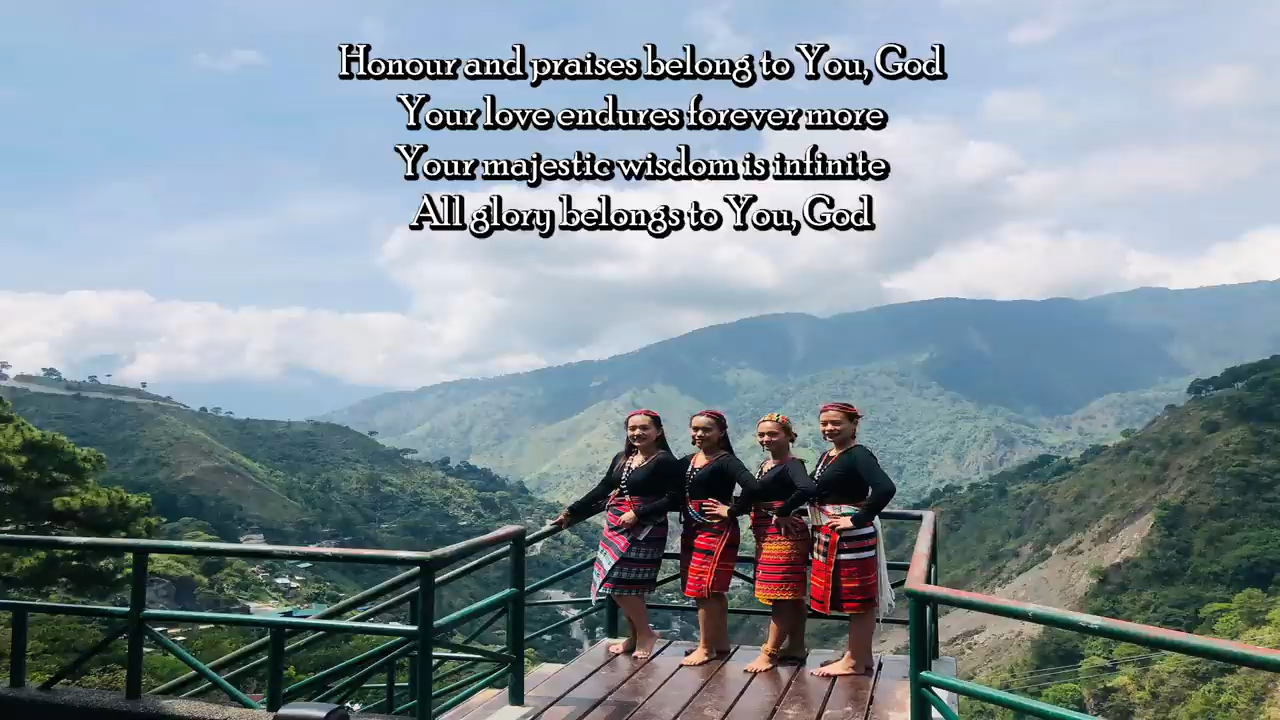 Honour and praises belong to You, God
Your love endures forever more
Your majestic wisdom is infinite
All glory belongs to You, God